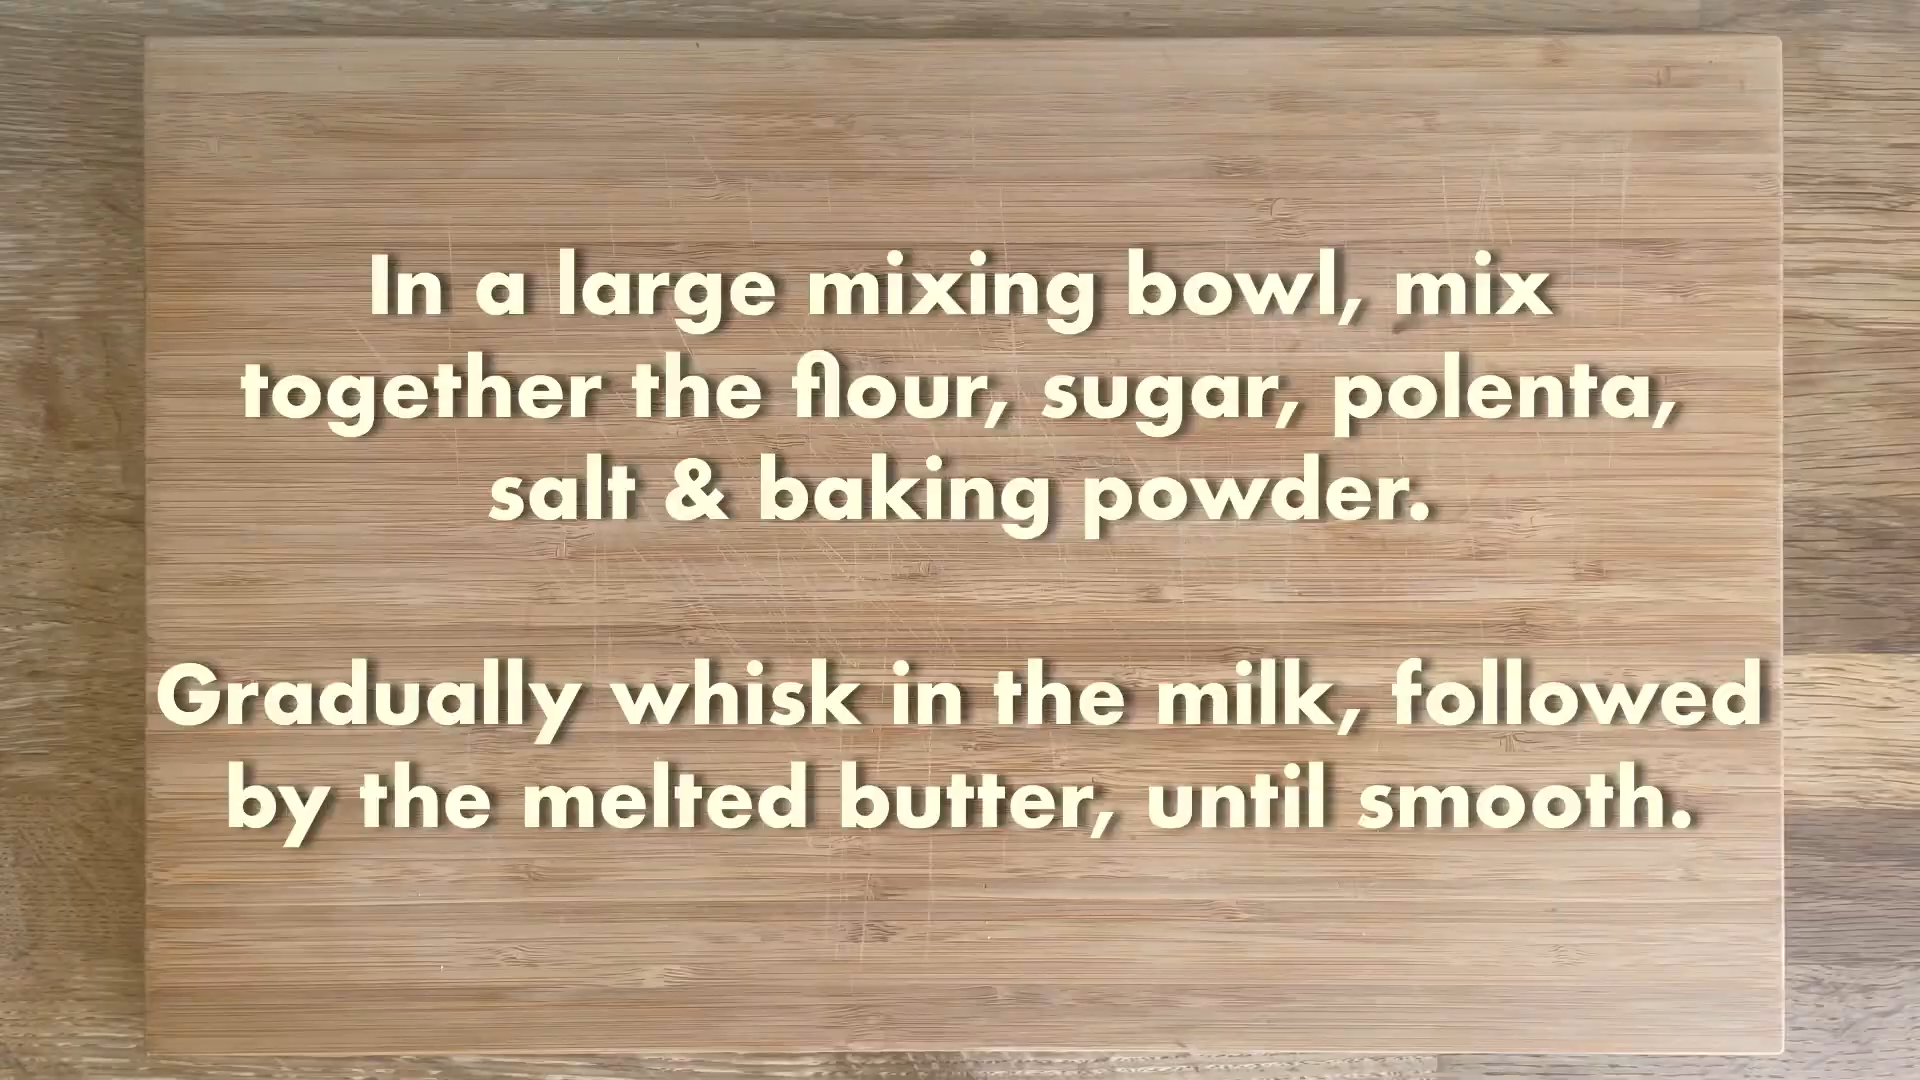 In a large mixing bowl, mix
together the flour, sugar, polenta,
salt & baking powder.
Gradually whisk in the milk, followed
by the melted butter, until smooth.